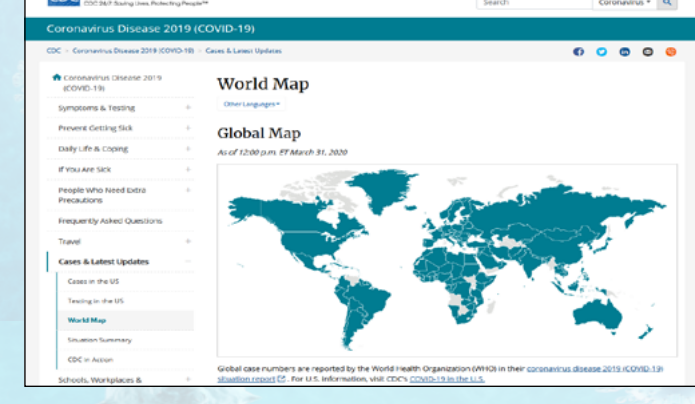 CDC CDC 24/7: Saving Lives, Protecting People™
Search
Coronavirus
Coronavirus Disease 2019 (COVID-19)
CDC > Coronavirus Disease 2019 (COVID-19) > Cases & Latest Updates
Coronavirus Disease 2019
(COVID-19)
Symptoms & Testing
Prevent Getting Sick
Daily Life & Coping
If You Are Sick
People Who Need Extra
Precautions
Frequently Asked Questions
Travel
Cases & Latest Updates
Cases in the US
Testing in the US
World Map
Situation Summary
CDC in Action
Schools, Workplaces &
World Map
Other Languages
Global Map
As of 12:00 p.m. ET March 31, 2020
Global case numbers are reported by the World Health Organization (WHO) in their coronavirus disease 2019 (COVID-19)
situation report. For U.S. information, visit CDC's COVID-19 in the U.S.